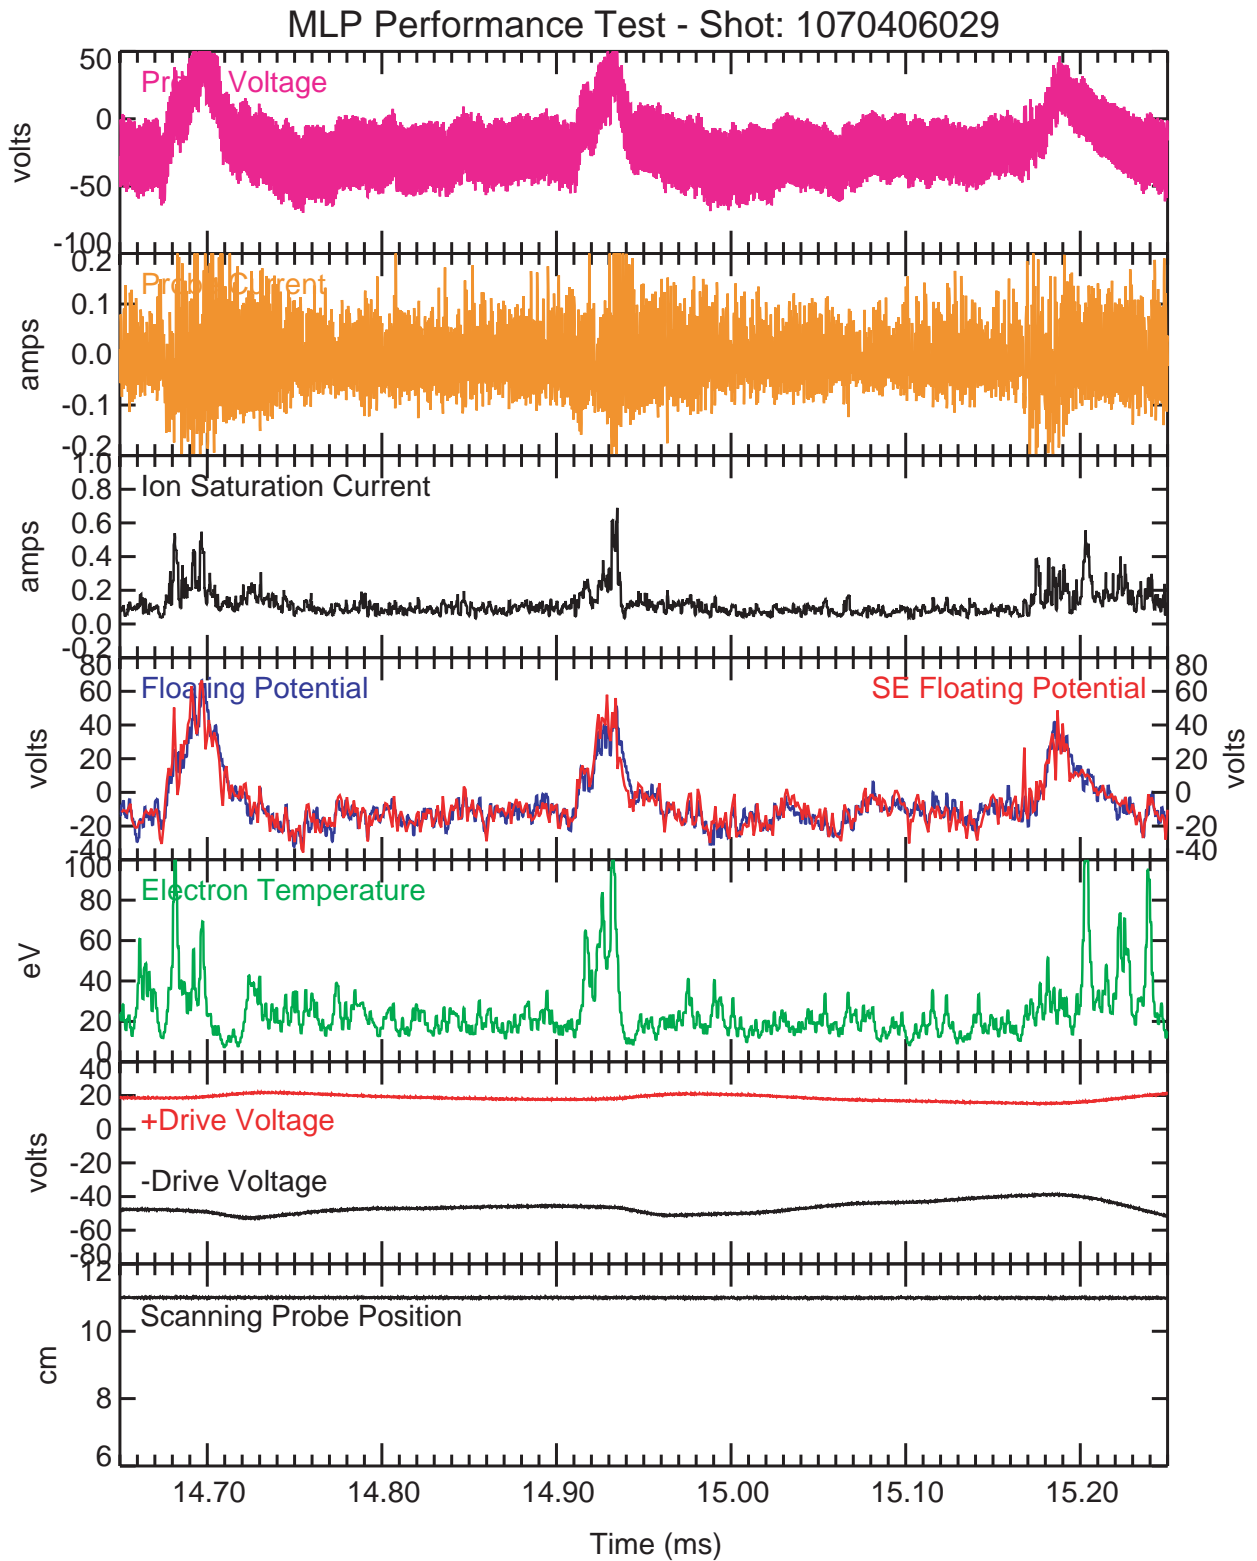 MLP Performance Test - Shot: 1070406029
50
0
-50
-100
volts
Probe Voltage
0.2
0.1
0.0
-0.1
-0.2
amps
Probe Current
1.0
0.8
0.6
0.4
0.2
0.0
-0.2
amps
Ion Saturation Current
80
60
40
20
0
-20
-40
volts
Floating Potential
SE Floating Potential
80
60
40
20
0
-20
-40
volts
100
80
60
40
20
0
eV
Electron Temperature
40
20
0
-20
-40
-60
-80
volts
+Drive Voltage
-Drive Voltage
12
10
8
6
cm
Scanning Probe Position
14.70 14.80 14.90 15.00 15.10 15.20
Time (ms)